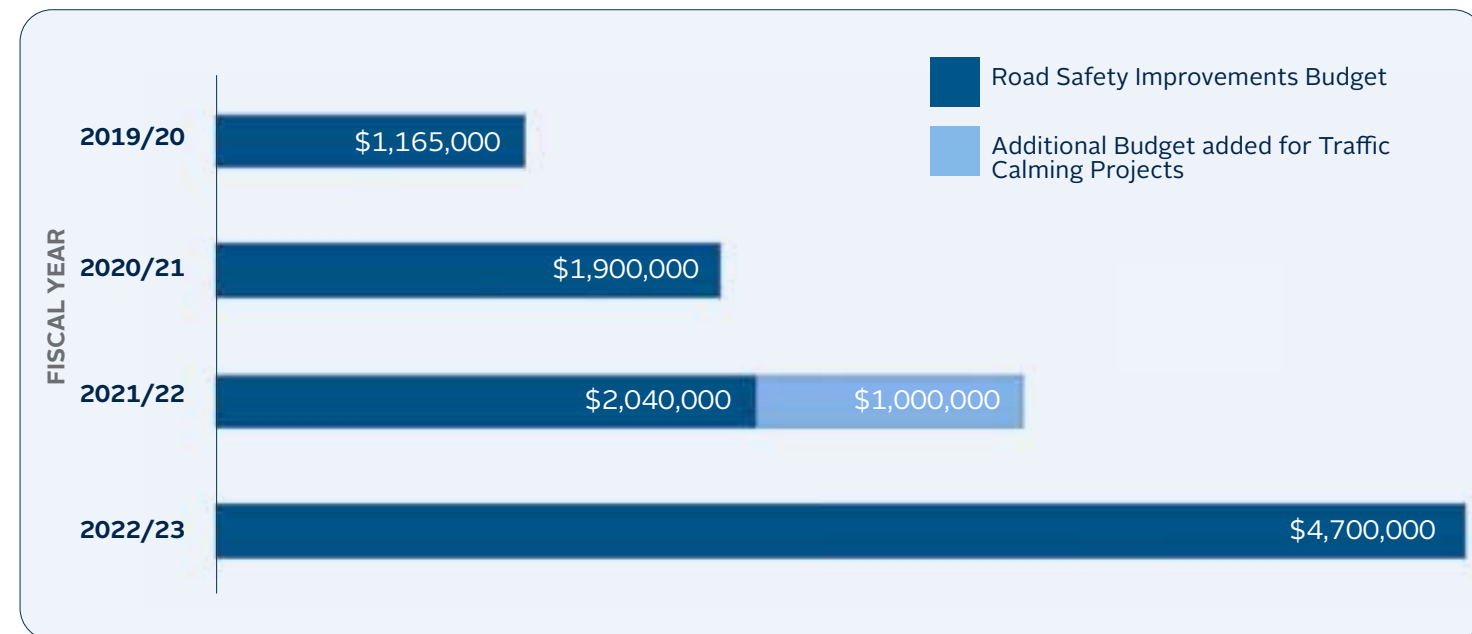 Road Safety Improvements Budget
Additional Budget added for Traffic
Calming Projects
FISCAL YEAR
2019/20
$1,165,000
2020/21
$1,900,000
2021/22
$2,040,000
$1,000,000
2022/23
$4,700,000